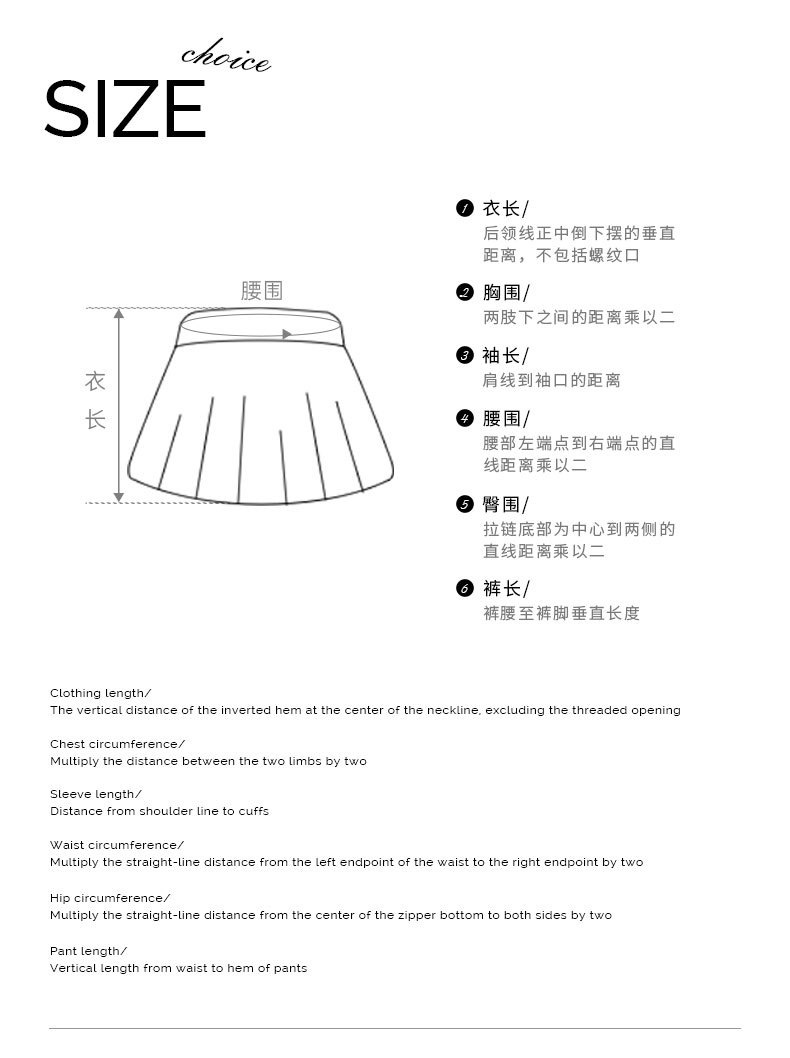 choice
SIZE
❶ 衣长/
后领线正中倒下摆的垂直
距离，不包括螺纹口
❷ 胸围/
两肢下之间的距离乘以二
❸ 袖长/
肩线到袖口的距离
❹ 腰围/
腰部左端点到右端点的直
线距离乘以二
❺ 臀围/
拉链底部为中心到两侧的
直线距离乘以二
❻ 裤长/
裤腰至裤脚垂直长度
腰围
衣
长
Clothing length/
The vertical distance of the inverted hem at the center of the neckline, excluding the threaded opening
Chest circumference/
Multiply the distance between the two limbs by two
Sleeve length/
Distance from shoulder line to cuffs
Waist circumference/
Multiply the straight-line distance from the left endpoint of the waist to the right endpoint by two
Hip circumference/
Multiply the straight-line distance from the center of the zipper bottom to both sides by two
Pant length/
Vertical length from waist to hem of pants